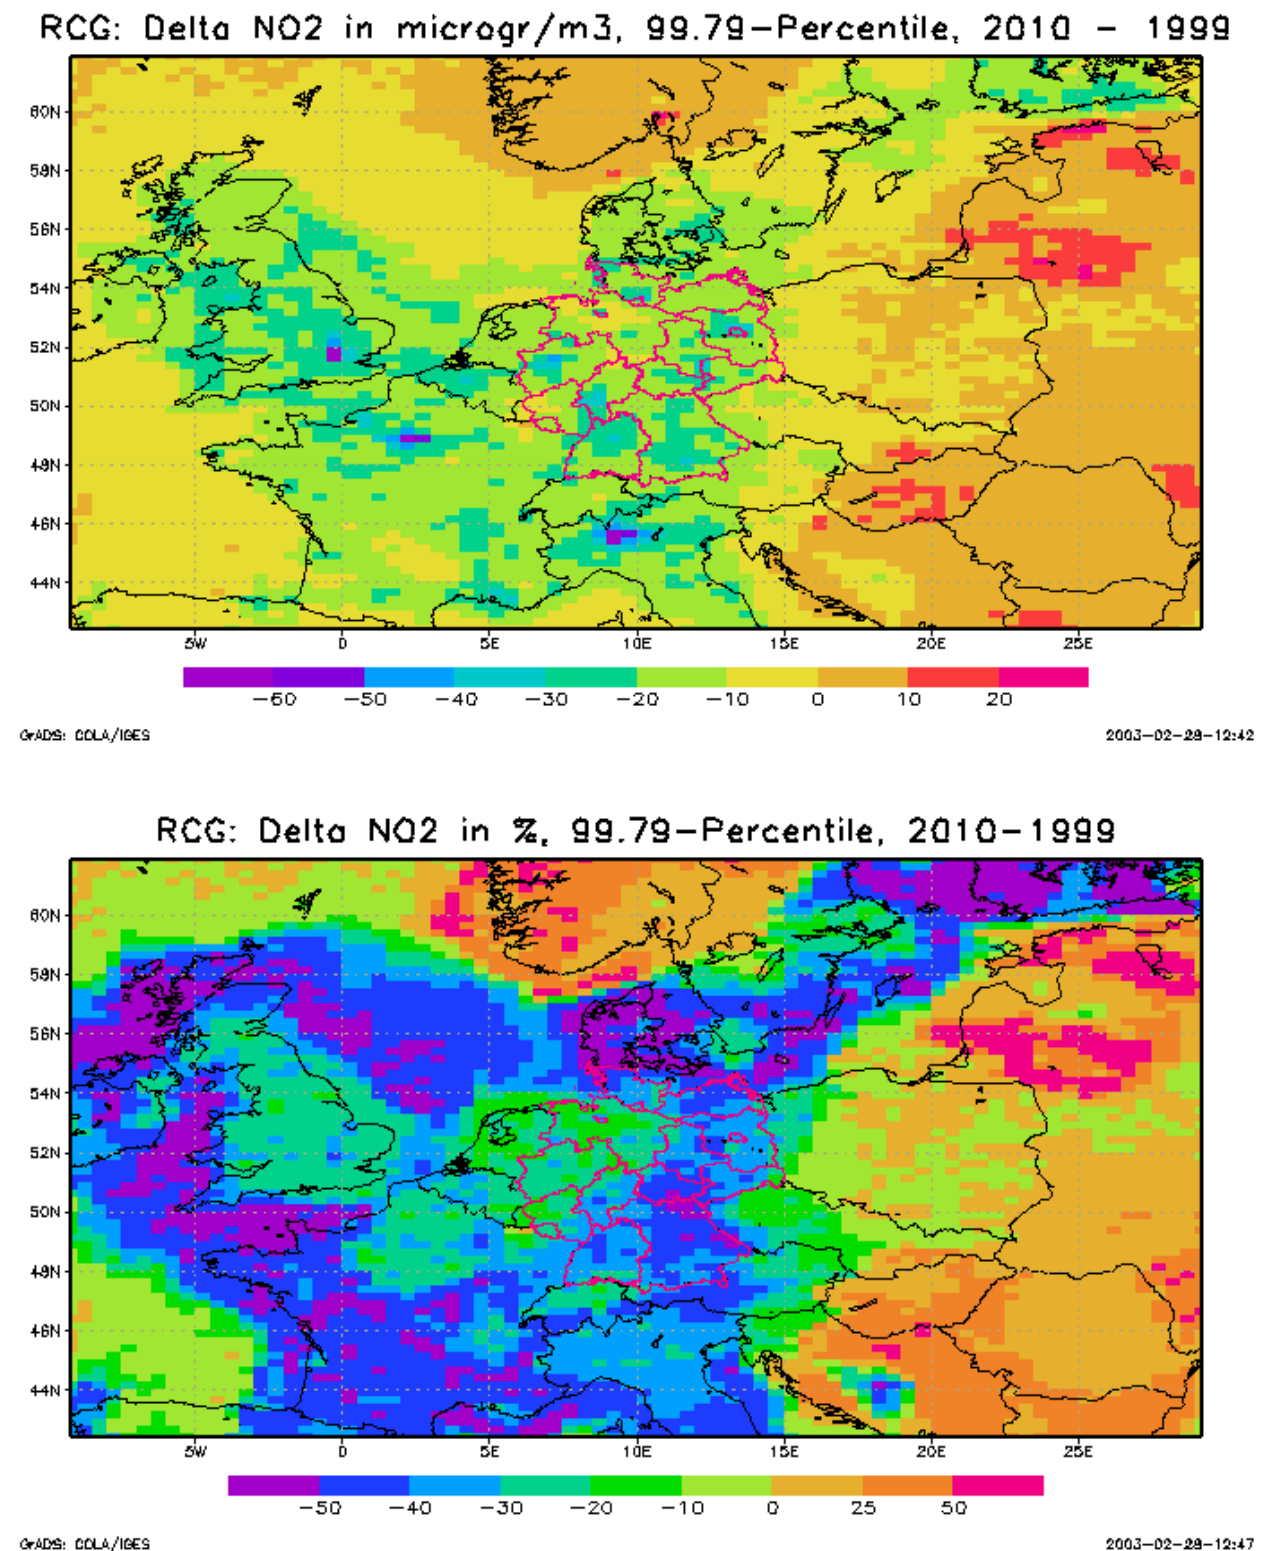 RCG: Delta NO2 in microgr/m3, 99.79-Percentile, 2010 - 1999
60N
58N
56N
54N
52N
50N
48N
46N
44N
5W 0 5E 10E 15E 20E 25E
-60 -50 -40 -30 -20 -10 0 10 20
GrADS: COLA/IGES 2003-02-28-12:42
RCG: Delta NO2 in %, 99.79-Percentile, 2010-1999
60N
58N
56N
54N
52N
50N
48N
46N
44N
5W 0 5E 10E 15E 20E 25E
-50 -40 -30 -20 -10 0 25 50
GrADS: COLA/IGES 2003-02-28-12:47